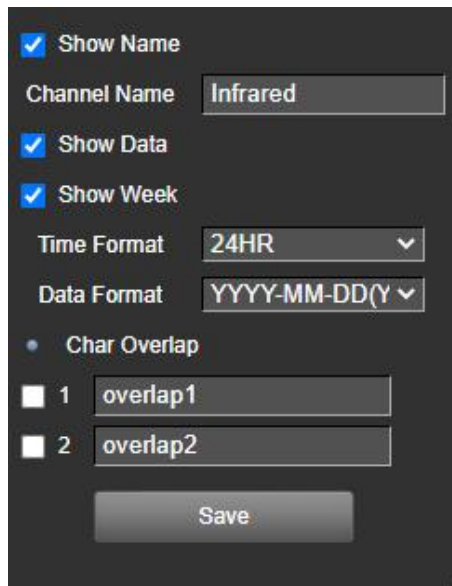 Show Name
Channel Name Infrared
Show Data
Show Week
Time Format 24HR
Data Format YYYY-MM-DD(Y
Char Overlap
1 overlap1
2 overlap2
Save